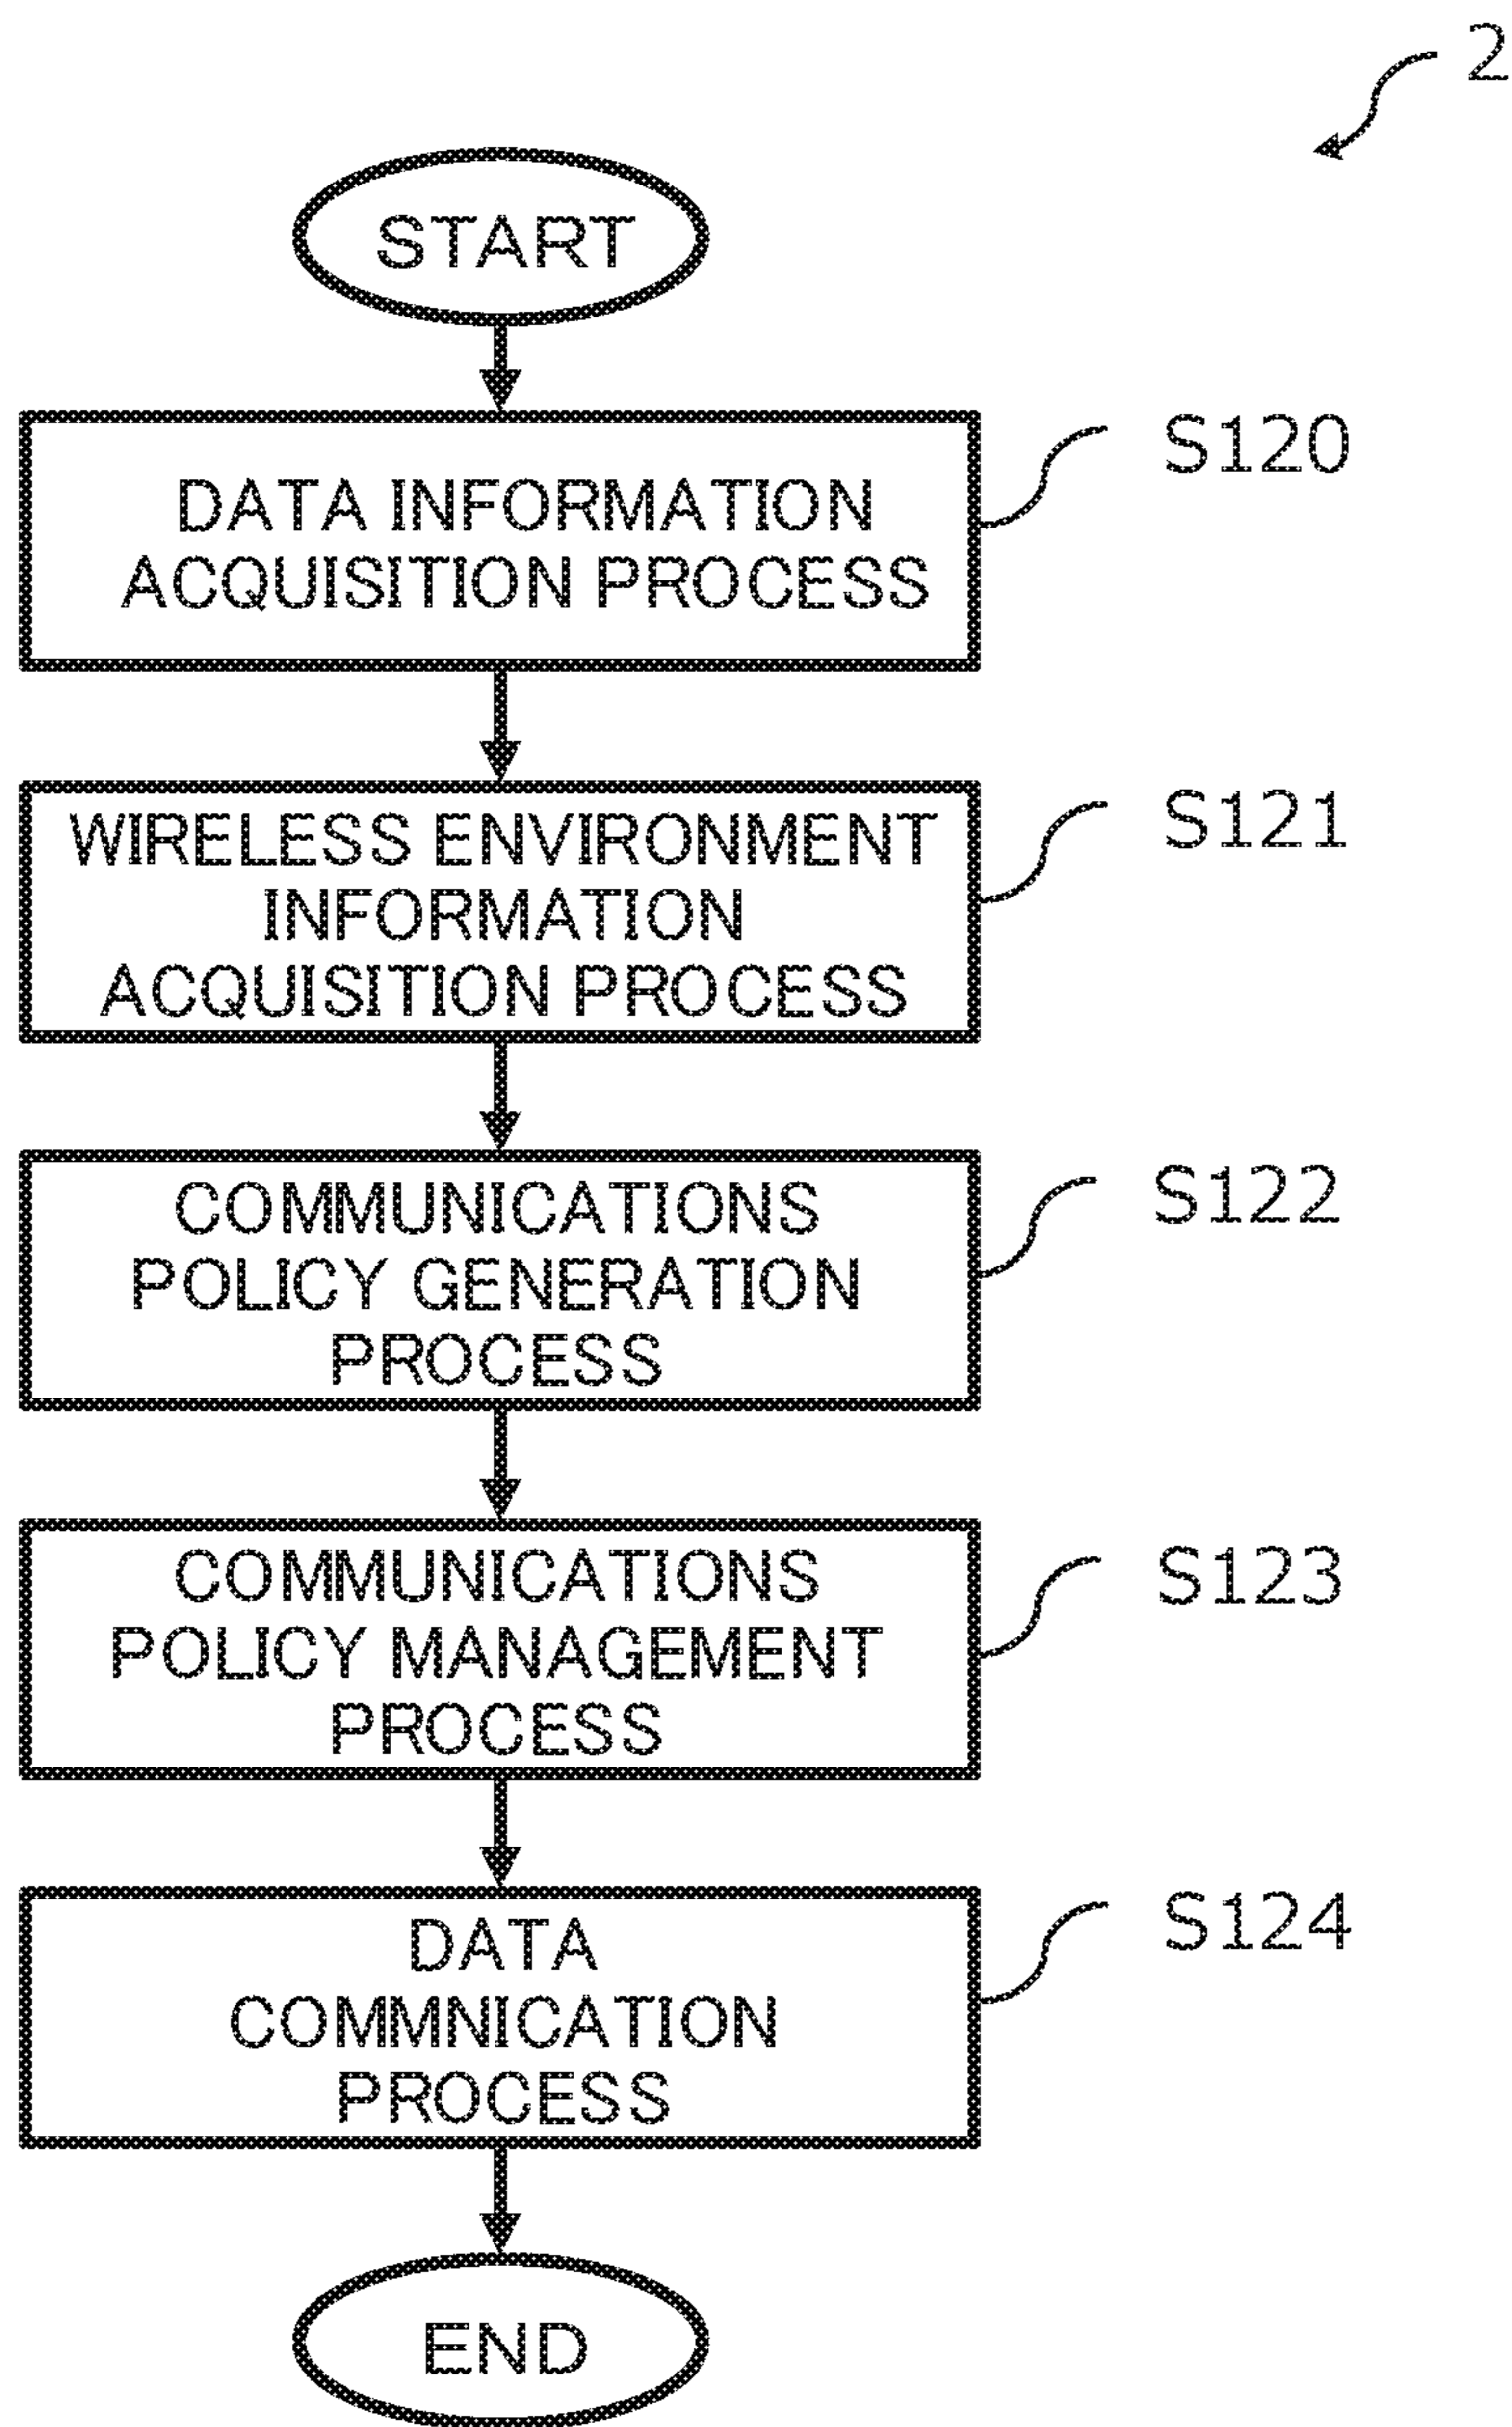 2
START
DATA INFORMATION
ACQUISITION PROCESS
S120
WIRELESS ENVIRONMENT
INFORMATION
ACQUISITION PROCESS
S121
COMMUNICATIONS
POLICY GENERATION
PROCESS
S122
COMMUNICATIONS
POLICY MANAGEMENT
PROCESS
S123
DATA
COMMNICATION
PROCESS
S124
END